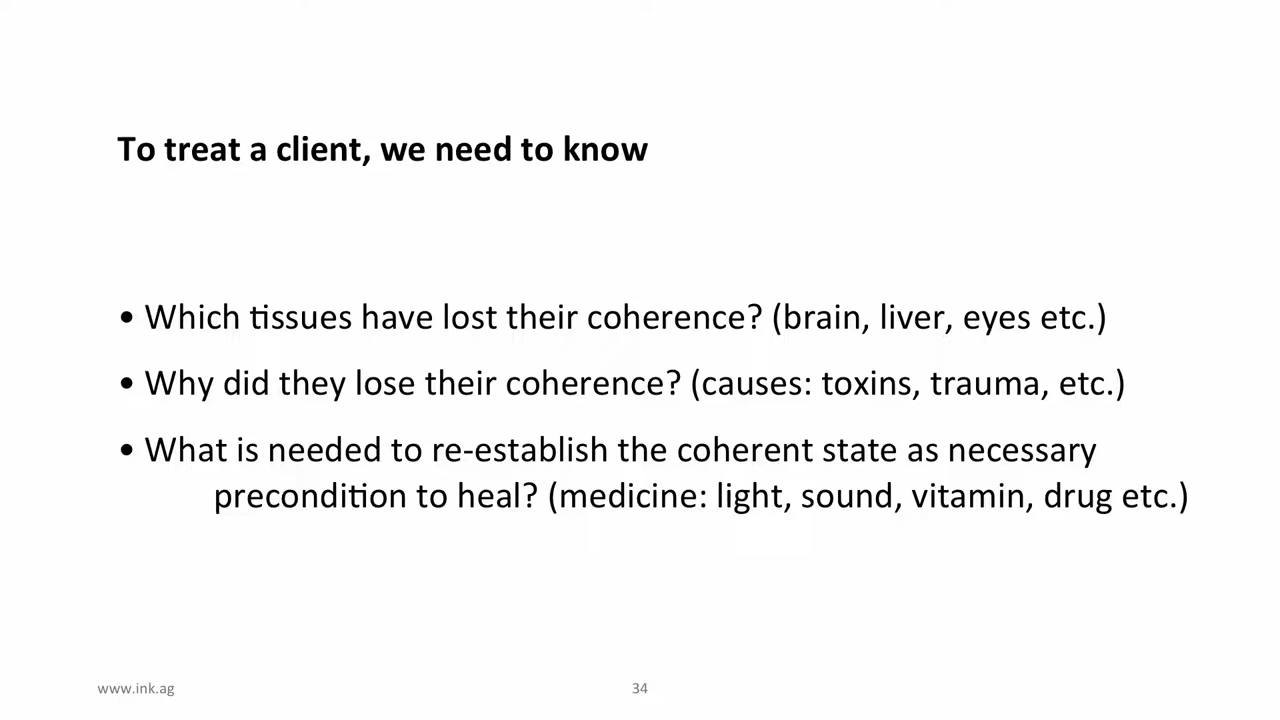 To treat a client, we need to know
• Which tissues have lost their coherence? (brain, liver, eyes etc.)
• Why did they lose their coherence? (causes: toxins, trauma, etc.)
• What is needed to re-establish the coherent state as necessary
precondition to heal? (medicine: light, sound, vitamin, drug etc.)
www.ink.ag
34